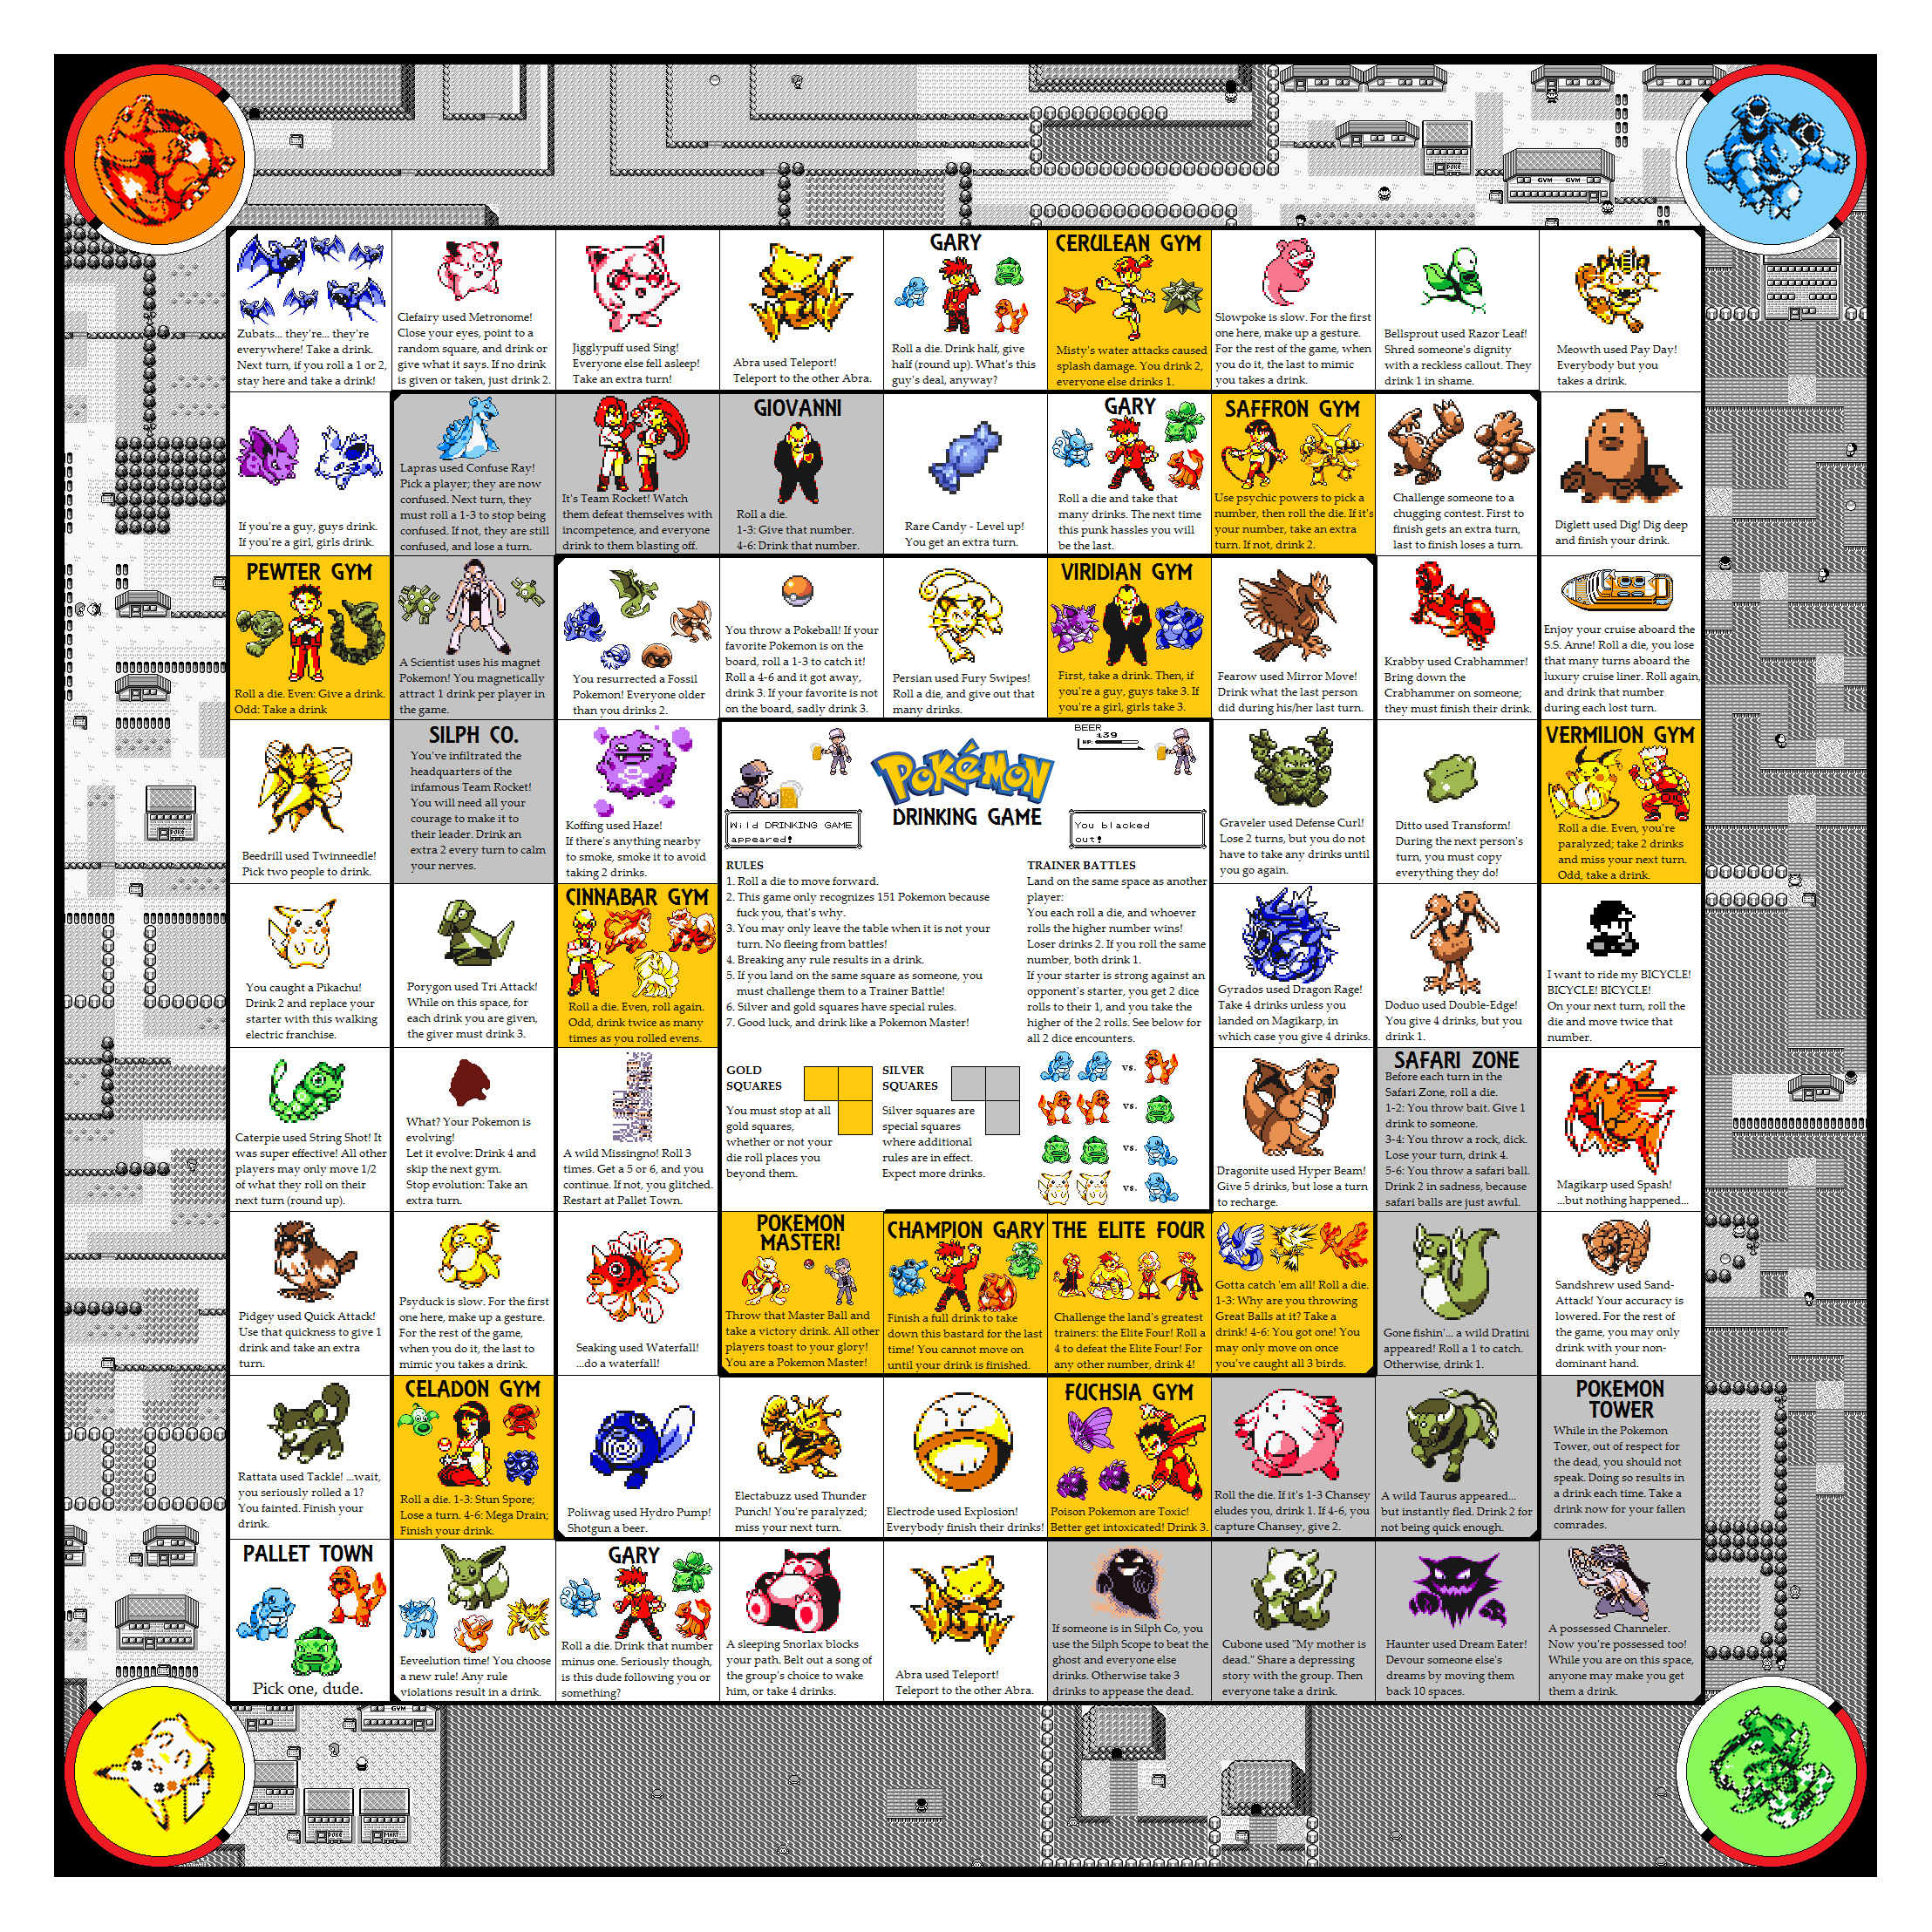 Zubats... they're... they're
everywhere! Take a drink.
Next turn, if you roll a 1 or 2,
stay here and take a drink!
Clefairy used Metronome!
Close your eyes, point to a
random square, and drink or
give what it says. If no drink
is given or taken, just drink 2.
Jigglypuff used Sing!
Everyone else fell asleep!
Take an extra turn!
Abra used Teleport!
Teleport to the other Abra.
GARY
Roll a die. Drink half, give
half (round up). What's this
guy's deal, anyway?
CERULEAN GYM
Misty's water attacks caused
splash damage. You drink 2,
everyone else drinks 1.
Slowpoke is slow. For the first
one here, make up a gesture.
For the rest of the game, when
you do it, the last to mimic
you takes a drink.
Bellsprout used Razor Leaf!
Shred someone's dignity
with a reckless callout. They
drink 1 in shame.
Meowth used Pay Day!
Everybody but you
takes a drink.
If you're a guy, guys drink.
If you're a girl, girls drink.
Lapras used Confuse Ray!
Pick a player; they are now
confused. Next turn, they
must roll a 1-3 to stop being
confused. If not, they are still
confused, and lose a turn.
It's Team Rocket! Watch
them defeat themselves with
incompetence, and everyone
drink to them blasting off.
GIOVANNI
Roll a die.
1-3: Give that number.
4-6: Drink that number.
Rare Candy - Level up!
You get an extra turn.
GARY
Roll a die and take that
many drinks. The next time
this punk hassles you will
be the last.
SAFFRON GYM
Use psychic powers to pick a
number, then roll the die. If it's
your number, take an extra
turn. If not, drink 2.
Challenge someone to a
chugging contest. First to
finish gets an extra turn,
last to finish loses a turn.
Diglett used Dig! Dig deep
and finish your drink.
PEWTER GYM
Roll a die. Even: Give a drink.
Odd: Take a drink
A Scientist uses his magnet
Pokemon! You magnetically
attract 1 drink per player in
the game.
You resurrected a Fossil
Pokemon! Everyone older
than you drinks 2.
You throw a Pokeball! If your
favorite Pokemon is on the
board, roll a 1-3 to catch it!
Roll a 4-6 and it got away,
drink 3. If your favorite is not
on the board, sadly drink 3.
Persian used Fury Swipes!
Roll a die, and give out that
many drinks.
VIRIDIAN GYM
First, take a drink. Then, if
you're a guy, guys take 3. If
you're a girl, girls take 3.
Fearow used Mirror Move!
Drink what the last person
did during his/her last turn.
Krabby used Crabhammer!
Bring down the
Crabhammer on someone;
they must finish their drink.
Enjoy your cruise aboard the
S.S. Anne! Roll a die, you lose
that many turns aboard the
luxury cruise liner. Roll again,
and drink that number
during each lost turn.
Beedrill used Twinneedle!
Pick two people to drink.
SILPH CO.
You've infiltrated the
headquarters of the
infamous Team Rocket!
You will need all your
courage to make it to
their leader. Drink an
extra 2 every turn to calm
your nerves.
Koffing used Haze!
If there's anything nearby
to smoke, smoke it to avoid
taking 2 drinks.
Wild DRINKING GAME
appeared!
POKéMON
DRINKING GAME
BEER
139
HP:
You blacked
out!
Graveler used Defense Curl!
Lose 2 turns, but you do not
have to take any drinks until
you go again.
Ditto used Transform!
During the next person's
turn, you must copy
everything they do!
VERMILION GYM
Roll a die. Even, you're
paralyzed; take 2 drinks
and miss your next turn.
Odd, take a drink.
RULES
1. Roll a die to move forward.
2. This game only recognizes 151 Pokemon because
fuck you, that's why.
3. You may only leave the table when it is not your
turn. No fleeing from battles!
4. Breaking any rule results in a drink.
5. If you land on the same square as someone, you
must challenge them to a Trainer Battle!
6. Silver and gold squares have special rules.
7. Good luck, and drink like a Pokemon Master!
TRAINER BATTLES
Land on the same space as another
player:
You each roll a die, and whoever
rolls the higher number wins!
Loser drinks 2. If you roll the same
number, both drink 1.
If your starter is strong against an
opponent's starter, you get 2 dice
rolls to their 1, and you take the
higher of the 2 rolls. See below for
all 2 dice encounters.
vs.
vs.
vs.
vs.
GOLD
SQUARES
You must stop at all
gold squares,
whether or not your
die roll places you
beyond them.
SILVER
SQUARES
Silver squares are
special squares
where additional
rules are in effect.
Expect more drinks.
You caught a Pikachu!
Drink 2 and replace your
starter with this walking
electric franchise.
Porygon used Tri Attack!
While on this space, for
each drink you are given,
the giver must drink 3.
CINNABAR GYM
Roll a die. Even, roll again.
Odd, drink twice as many
times as you rolled evens.
Gyrados used Dragon Rage!
Take 4 drinks unless you
landed on Magikarp, in
which case you give 4 drinks.
Doduo used Double-Edge!
You give 4 drinks, but you
drink 1.
I want to ride my BICYCLE!
BICYCLE! BICYCLE!
On your next turn, roll the
die and move twice that
number.
Caterpie used String Shot! It
was super effective! All other
players may only move 1/2
of what they roll on their
next turn (round up).
What? Your Pokemon is
evolving!
Let it evolve: Drink 4 and
skip the next gym.
Stop evolution: Take an
extra turn.
A wild Missingno! Roll 3
times. Get a 5 or 6, and you
continue. If not, you glitched.
Restart at Pallet Town.
Dragonite used Hyper Beam!
Give 5 drinks, but lose a turn
to recharge.
SAFARI ZONE
Before each turn in the
Safari Zone, roll a die.
1-2: You throw bait. Give 1
drink to someone.
3-4: You throw a rock, dick.
Lose your turn, drink 4.
5-6: You throw a safari ball.
Drink 2 in sadness, because
safari balls are just awful.
Magikarp used Spash!
...but nothing happened...
Pidgey used Quick Attack!
Use that quickness to give 1
drink and take an extra
turn.
Psyduck is slow. For the first
one here, make up a gesture.
For the rest of the game,
when you do it, the last to
mimic you takes a drink.
Seaking used Waterfall!
...do a waterfall!
POKEMON
MASTER!
Throw that Master Ball and
take a victory drink. All other
players toast to your glory!
You are a Pokemon Master!
CHAMPION GARY
Finish a full drink to take
down this bastard for the last
time! You cannot move on
until your drink is finished.
THE ELITE FOUR
Challenge the land's greatest
trainers: the Elite Four! Roll a
4 to defeat the Elite Four! For
any other number, drink 4!
Gotta catch 'em all! Roll a die.
1-3: Why are you throwing
Great Balls at it? Take a
drink! 4-6: You got one! You
may only move on once
you've caught all 3 birds.
Gone fishin'... a wild Dratini
appeared! Roll a 1 to catch.
Otherwise, drink 1.
Sandshrew used Sand-
Attack! Your accuracy is
lowered. For the rest of
the game, you may only
drink with your non-
dominant hand.
Rattata used Tackle! ...wait,
you seriously rolled a 1?
You fainted. Finish your
drink.
CELADON GYM
Roll a die. 1-3: Stun Spore;
Lose a turn. 4-6: Mega Drain;
Finish your drink.
Poliwag used Hydro Pump!
Shotgun a beer.
Electabuzz used Thunder
Punch! You're paralyzed;
miss your next turn.
Electrode used Explosion!
Everybody finish their drinks!
FUCHSIA GYM
Poison Pokemon are Toxic!
Better get intoxicated! Drink 3.
Roll the die. If it's 1-3 Chansey
eludes you, drink 1. If 4-6, you
capture Chansey, give 2.
A wild Taurus appeared...
but instantly fled. Drink 2 for
not being quick enough.
POKEMON
TOWER
While in the Pokemon
Tower, out of respect for
the dead, you should not
speak. Doing so results in
a drink each time. Take a
drink now for your fallen
comrades.
PALLET TOWN
Pick one, dude.
Eeveelution time! You choose
a new rule! Any rule
violations result in a drink.
GARY
Roll a die. Drink that number
minus one. Seriously though,
is this dude following you or
something?
A sleeping Snorlax blocks
your path. Belt out a song of
the group's choice to wake
him, or take 4 drinks.
Abra used Teleport!
Teleport to the other Abra.
If someone is in Silph Co, you
use the Silph Scope to beat the
ghost and everyone else
drinks. Otherwise take 3
drinks to appease the dead.
Cubone used "My mother is
dead." Share a depressing
story with the group. Then
everyone take a drink.
Haunter used Dream Eater!
Devour someone else's
dreams by moving them
back 10 spaces.
A possessed Channeler.
Now you're possessed too!
While you are on this space,
anyone may make you get
them a drink.
POKE
GYM GYM
POKE
GYM
POKE
MART